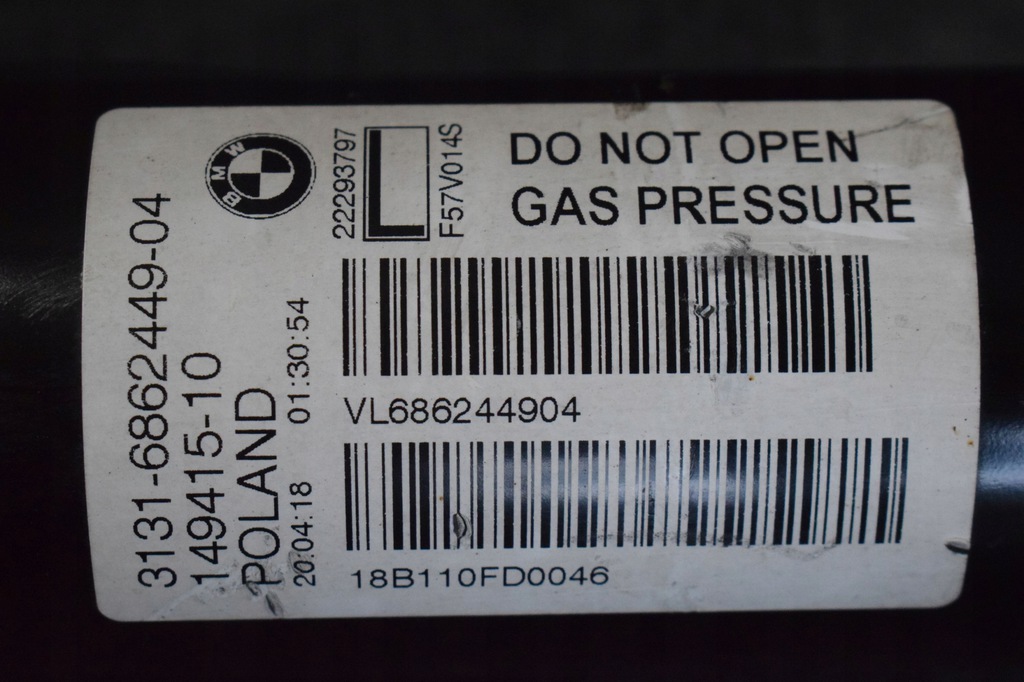 3131-6862449-04
149415-10
POLAND
20:04:18 01:30:54
BMW
222293797
L
F57V014S
DO NOT OPEN
GAS PRESSURE
VL686244904
18B110FD0046